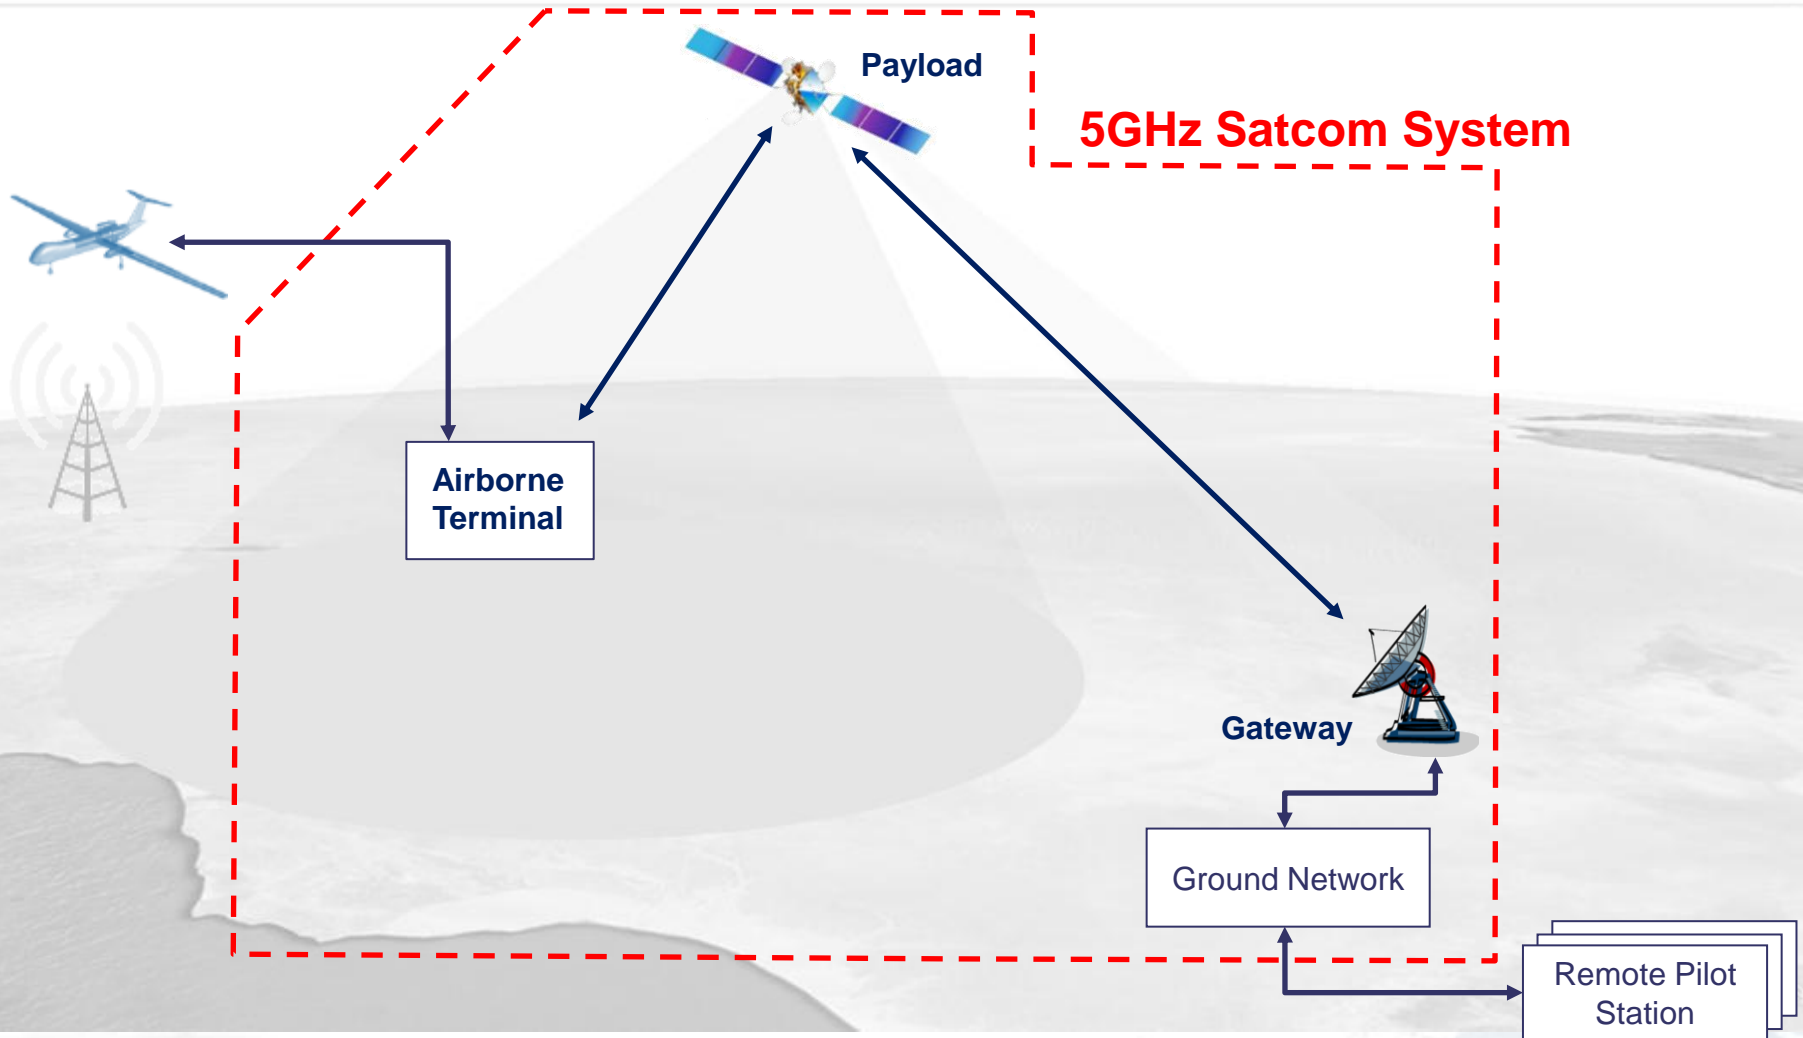 Payload
5GHz Satcom System
Airborne
Terminal
Gateway
Ground Network
Remote Pilot
Station